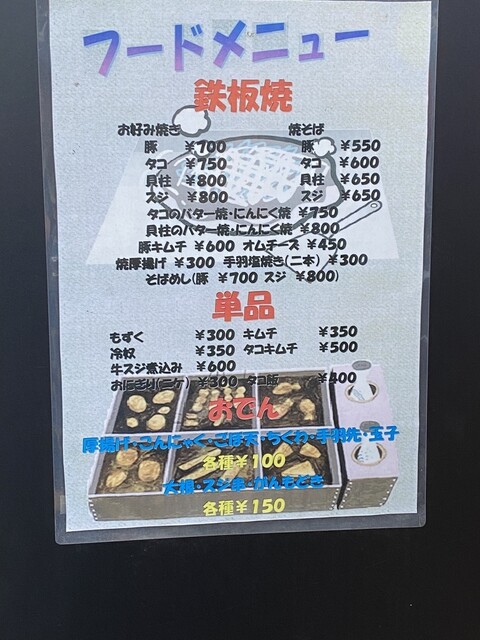 フードメニュー
鉄板焼
お好み焼き 焼そば
豚 ¥700 豚 ¥550
タコ ¥750 タコ ¥600
貝柱 ¥800 貝柱 ¥650
スジ ¥800 スジ ¥650
タコのバター焼・にんにく焼 ¥750
貝柱のバター焼・にんにく焼 ¥800
豚キムチ ¥600 オムチーズ ¥450
焼厚揚げ ¥300 手羽塩焼き(二本) ¥300
そばめし(豚 ¥700 スジ ¥800)
単品
もずく ¥300 キムチ ¥350
冷奴 ¥350 タコキムチ ¥500
牛スジ煮込み ¥600
おにぎり(二ケ) ¥300 タコ飯 ¥400
おでん
厚揚げ・こんにゃく・ごぼ天・ちくわ・手羽先・玉子
各種¥100
大根・スジ串・がんもどき
各種¥150